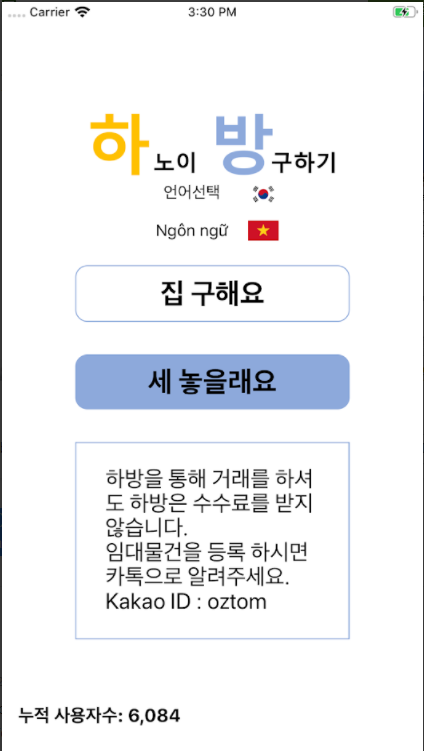 Carrier 3:30 PM
하노이 방구하기
언어선택
Ngôn ngữ
집 구해요
세 놓을래요
하방을 통해 거래를 하셔
도 하방은 수수료를 받지
않습니다.
임대물건을 등록 하시면
카톡으로 알려주세요.
Kakao ID : oztom
누적 사용자수: 6,084